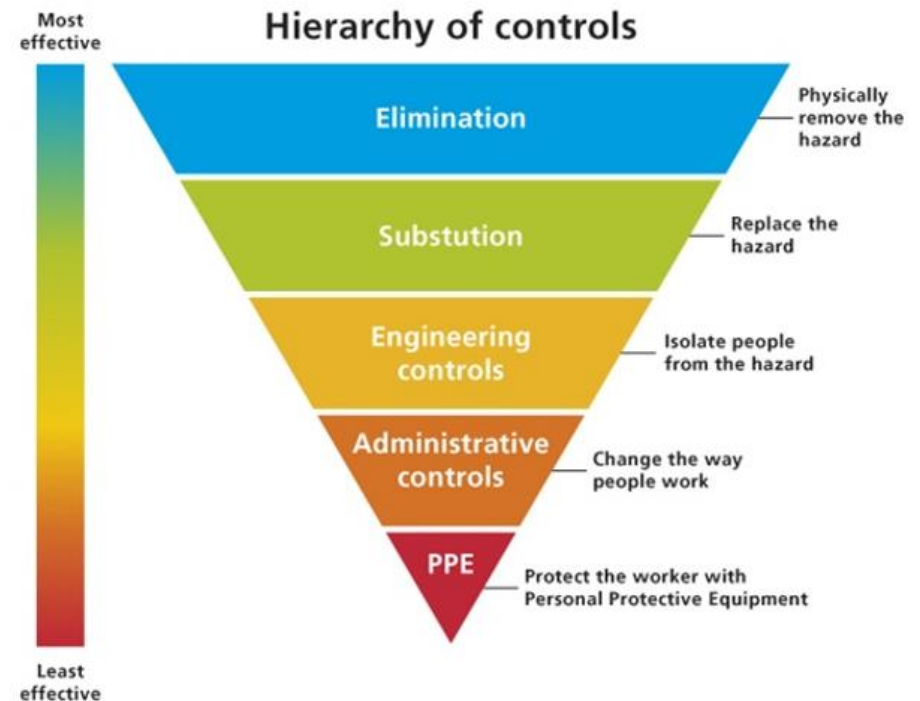 Most
effective
Hierarchy of controls
Elimination
Physically
remove the
hazard
Substution
Replace the
hazard
Engineering
controls
Isolate people
from the hazard
Administrative
controls
Change the way
people work
PPE
Protect the worker with
Personal Protective Equipment
Least
effective